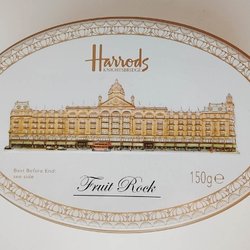 Harrods
KNIGHTSBRIDGE
Best Before End:
see side
Fruit Rock
150g℮